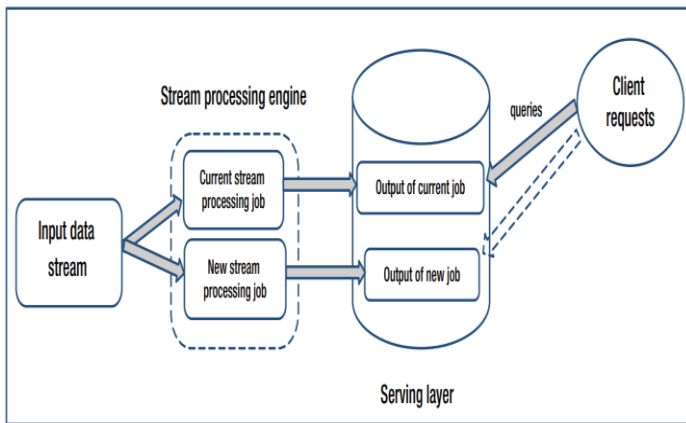 Stream processing engine
Input data
stream
Current stream
processing job
New stream
processing job
Output of current job
Output of new job
Serving layer
queries
Client
requests